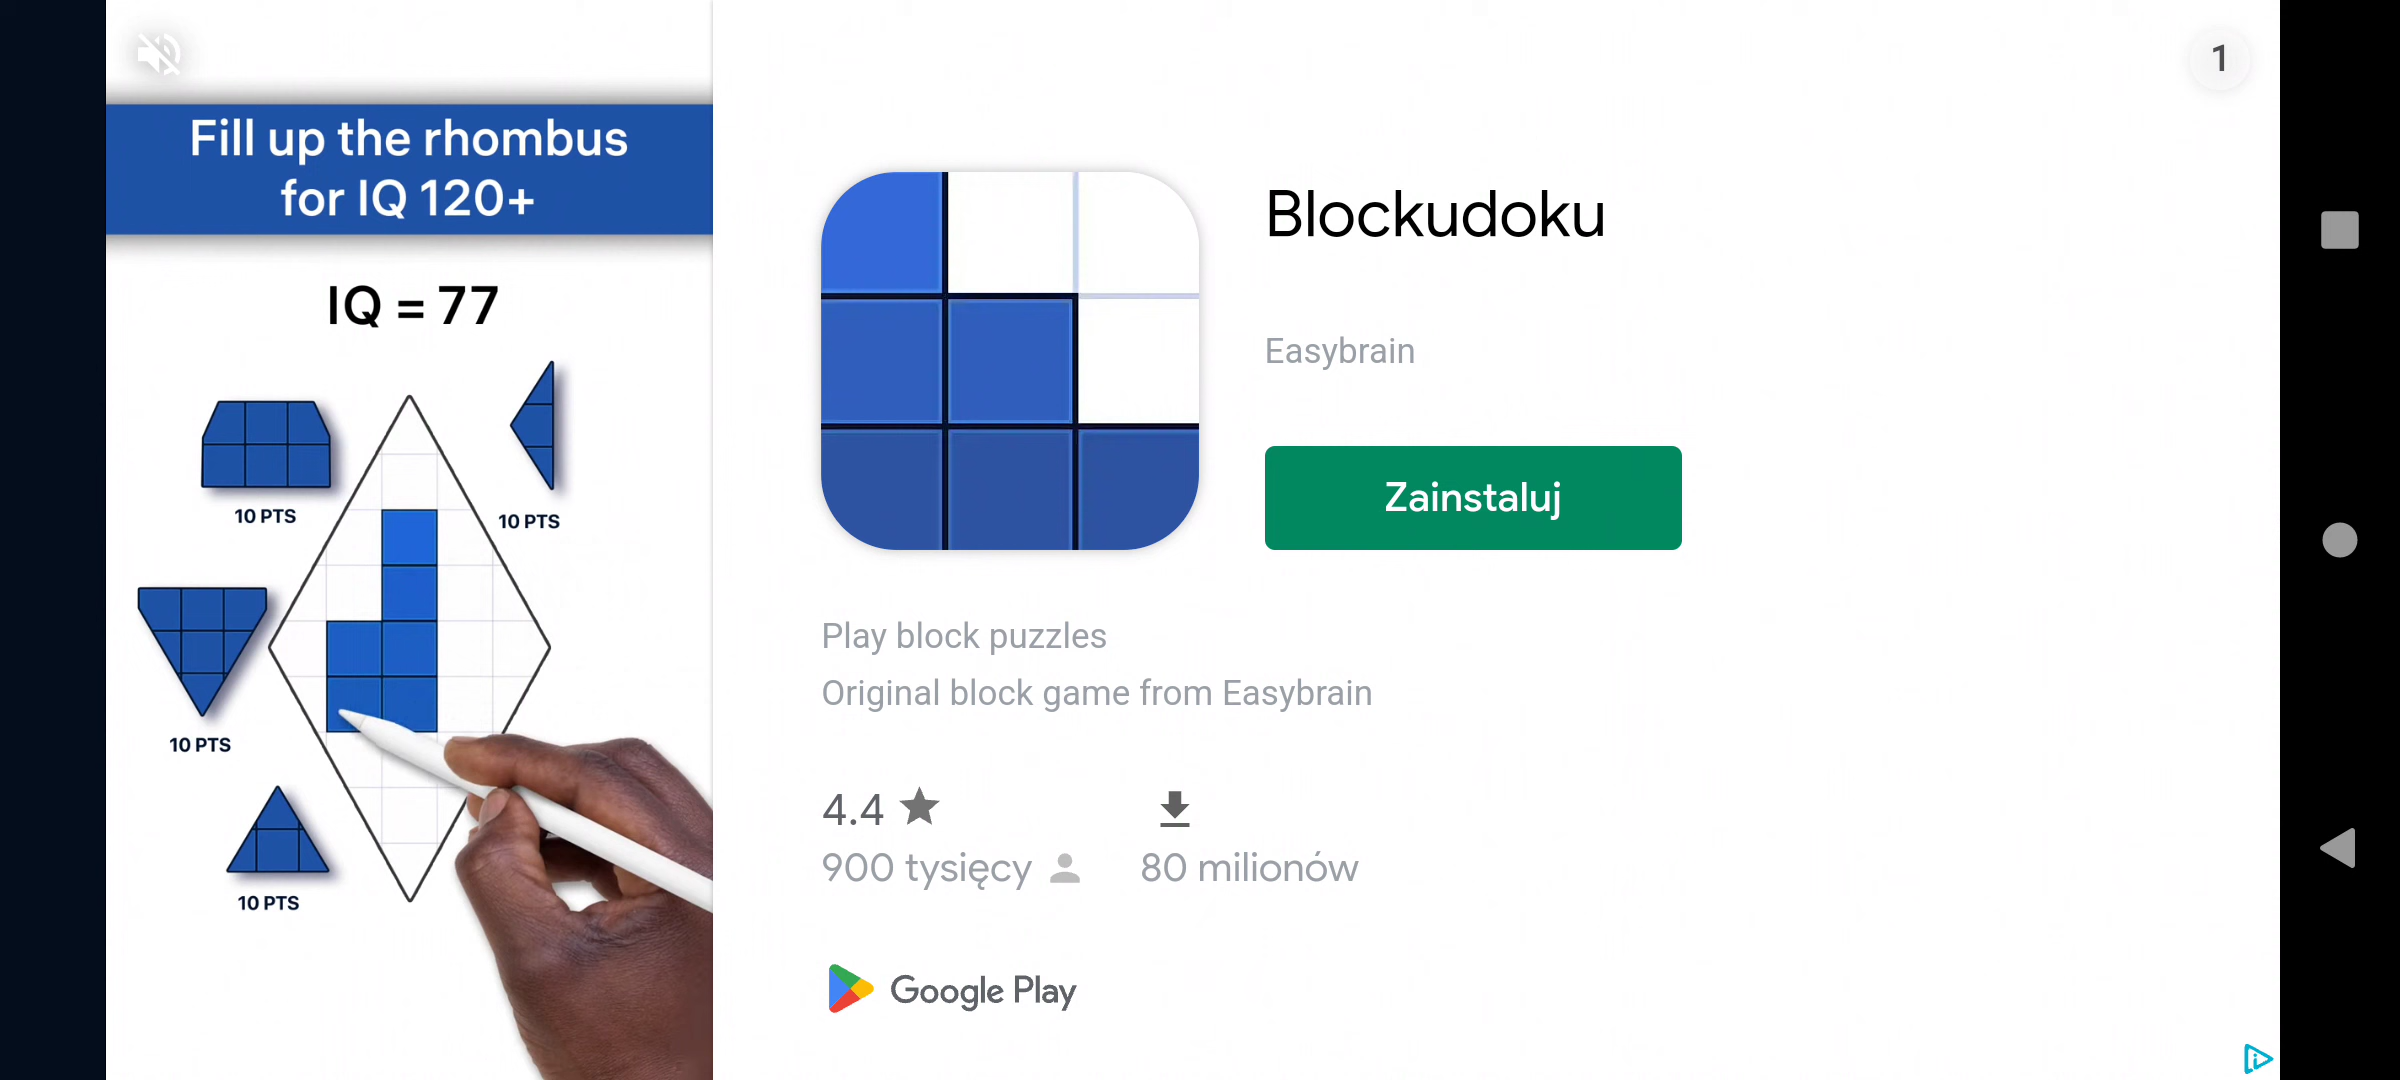 Fill up the rhombus
for IQ 120+
IQ = 77
10 PTS
10 PTS
10 PTS
10 PTS
1
Blockudoku
Easybrain
Zainstaluj
Play block puzzles
Original block game from Easybrain
4.4
900 tysięcy
80 milionów
Google Play